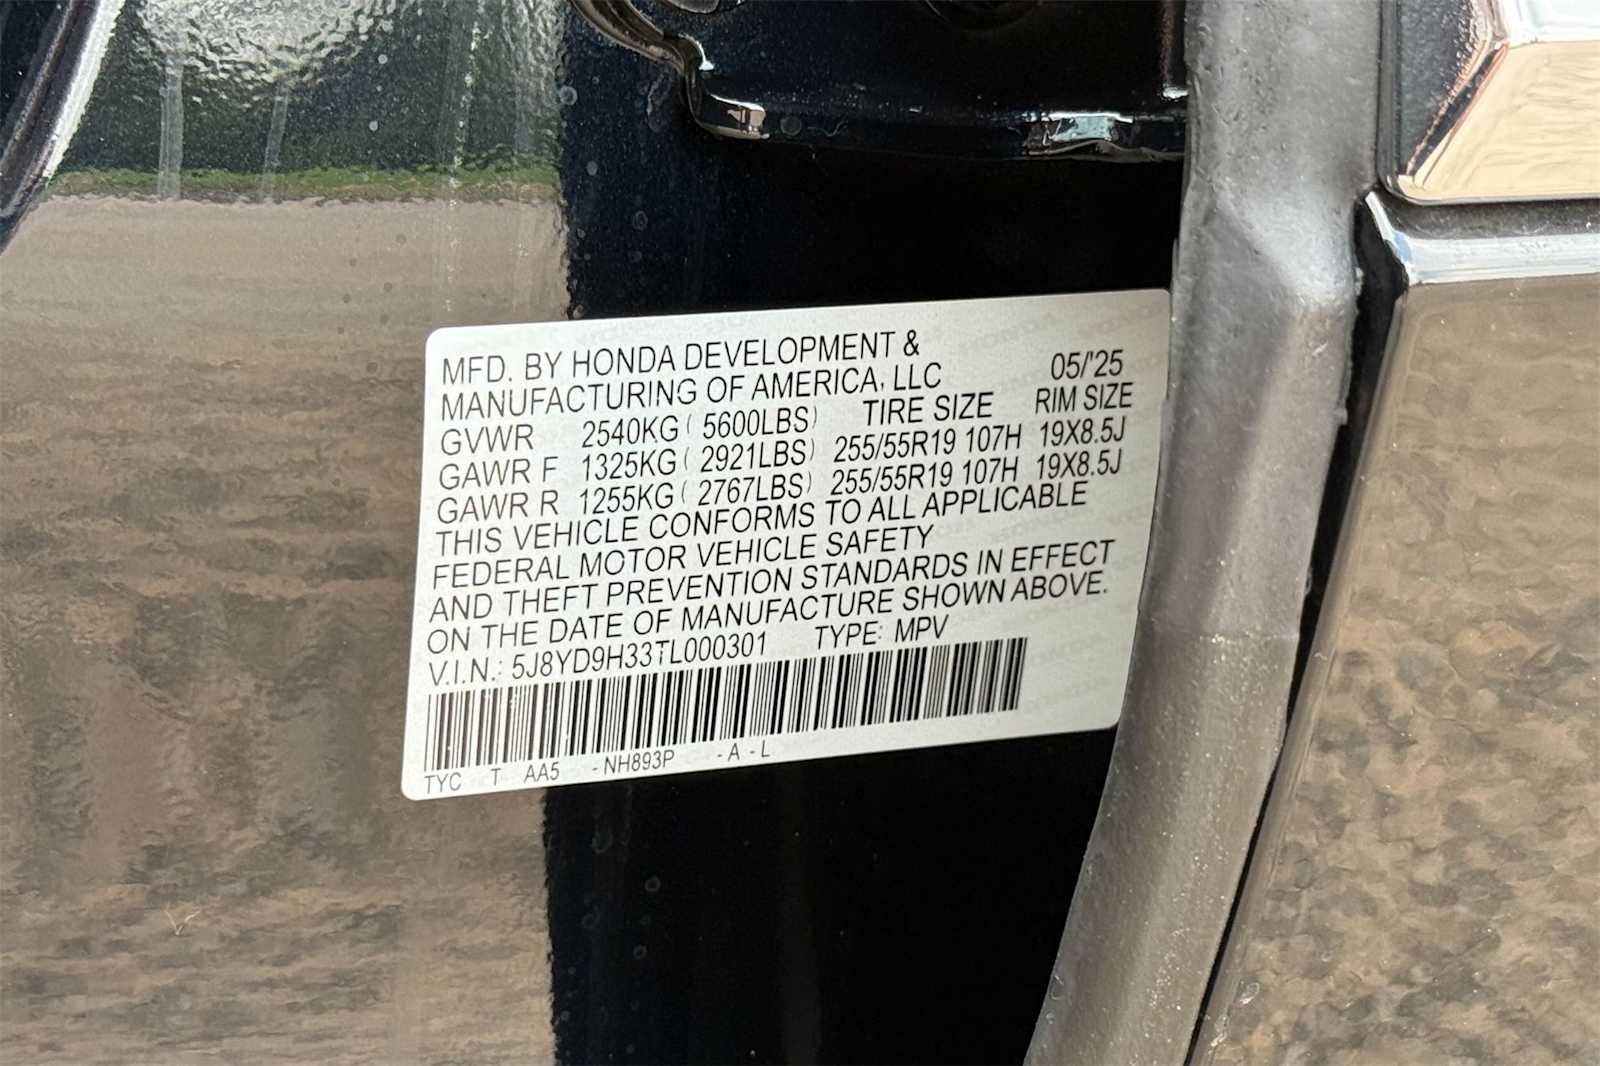 MFD. BY HONDA DEVELOPMENT &
MANUFACTURING OF AMERICA, LLC 05/'25
GVWR 2540KG ( 5600LBS) TIRE SIZE RIM SIZE
GAWR F 1325KG ( 2921LBS) 255/55R19 107H 19X8.5J
GAWR R 1255KG ( 2767LBS) 255/55R19 107H 19X8.5J
THIS VEHICLE CONFORMS TO ALL APPLICABLE
FEDERAL MOTOR VEHICLE SAFETY
AND THEFT PREVENTION STANDARDS IN EFFECT
ON THE DATE OF MANUFACTURE SHOWN ABOVE.
V.I.N.: 5J8YD9H33TL000301 TYPE: MPV
TYC T AA5 - NH893P - A - L